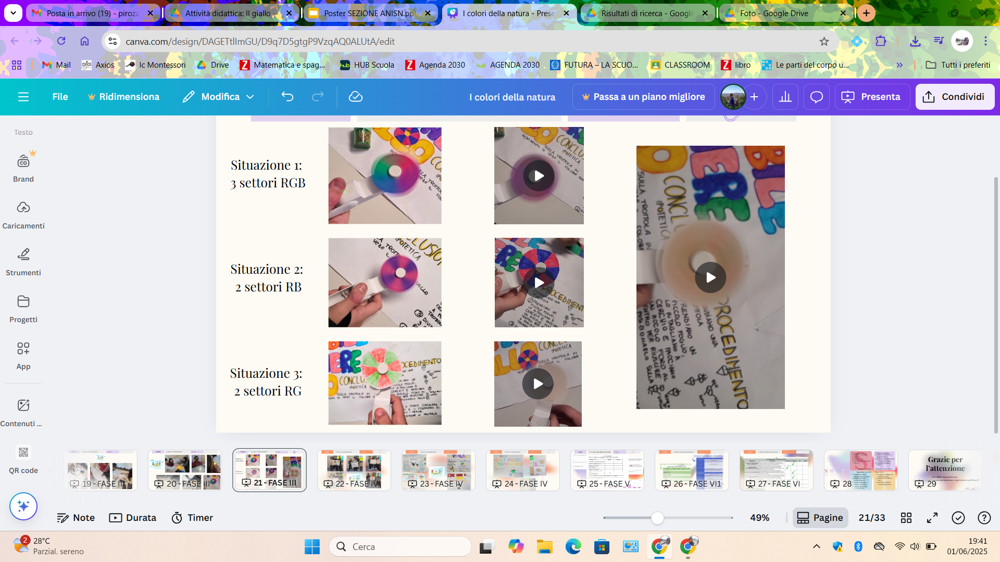 Posta in arrivo (19) - pirozz
Attività didattica: Il giallo -
Poster SEZIONE ANISN.pp
I colori della natura - Prese
Risultati di ricerca - Google
Foto - Google Drive
canva.com/design/DAGETtlImGU/D9q7D5gtgP9VzqAQ0ALUtA/edit
Mail
Axios
Ic Montessori
Drive
Matematica e spag...
HUB Scuola
Agenda 2030
AGENDA 2030
FUTURA – LA SCUO...
CLASSROOM
libro
Le parti del corpo u...
Tutti i preferiti
File
Ridimensiona
Modifica
I colori della natura
Passa a un piano migliore
Presenta
Condividi
Testo
Brand
Caricamenti
Strumenti
Progetti
App
Contenuti ...
QR code
Situazione 1:
3 settori RGB
Situazione 2:
2 settori RB
Situazione 3:
2 settori RG
CONCLUSIONE
IPOTETICA
PROCEDIMENTO
19 - FASE III
20 - FASE III
21 - FASE III
22 - FASE IV
23 - FASE IV
24 - FASE IV
25 - FASE V
26 - FASE VI1
27 - FASE VI
28
29
Grazie per
l'attenzione
Note
Durata
Timer
49%
Pagine
21/33
2
28°C
Parzial. sereno
Cerca
19:41
01/06/2025